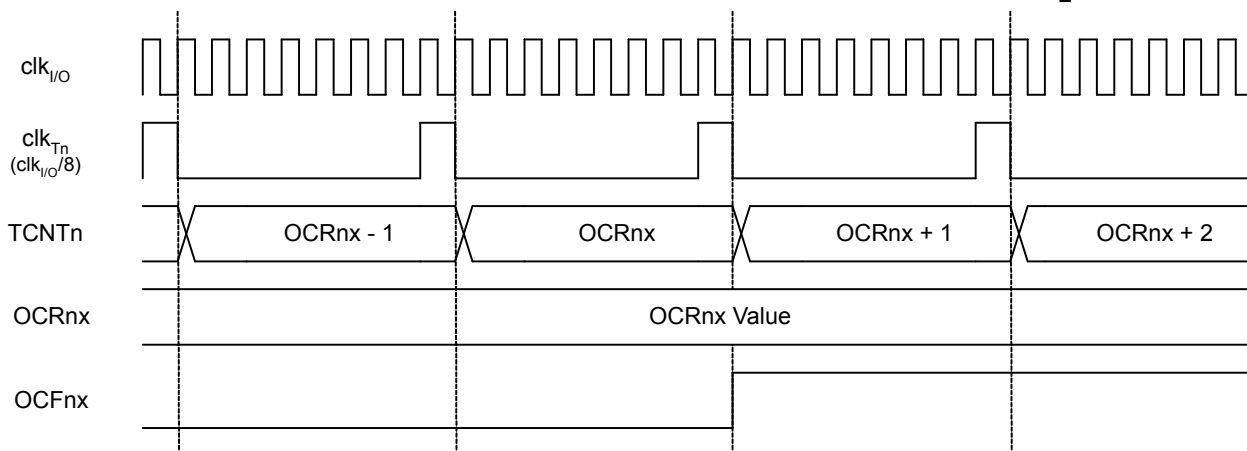 clkI/O
clkTn
(clkI/O/8)
TCNTn
OCRnx - 1
OCRnx
OCRnx + 1
OCRnx + 2
OCRnx
OCRnx Value
OCFnx